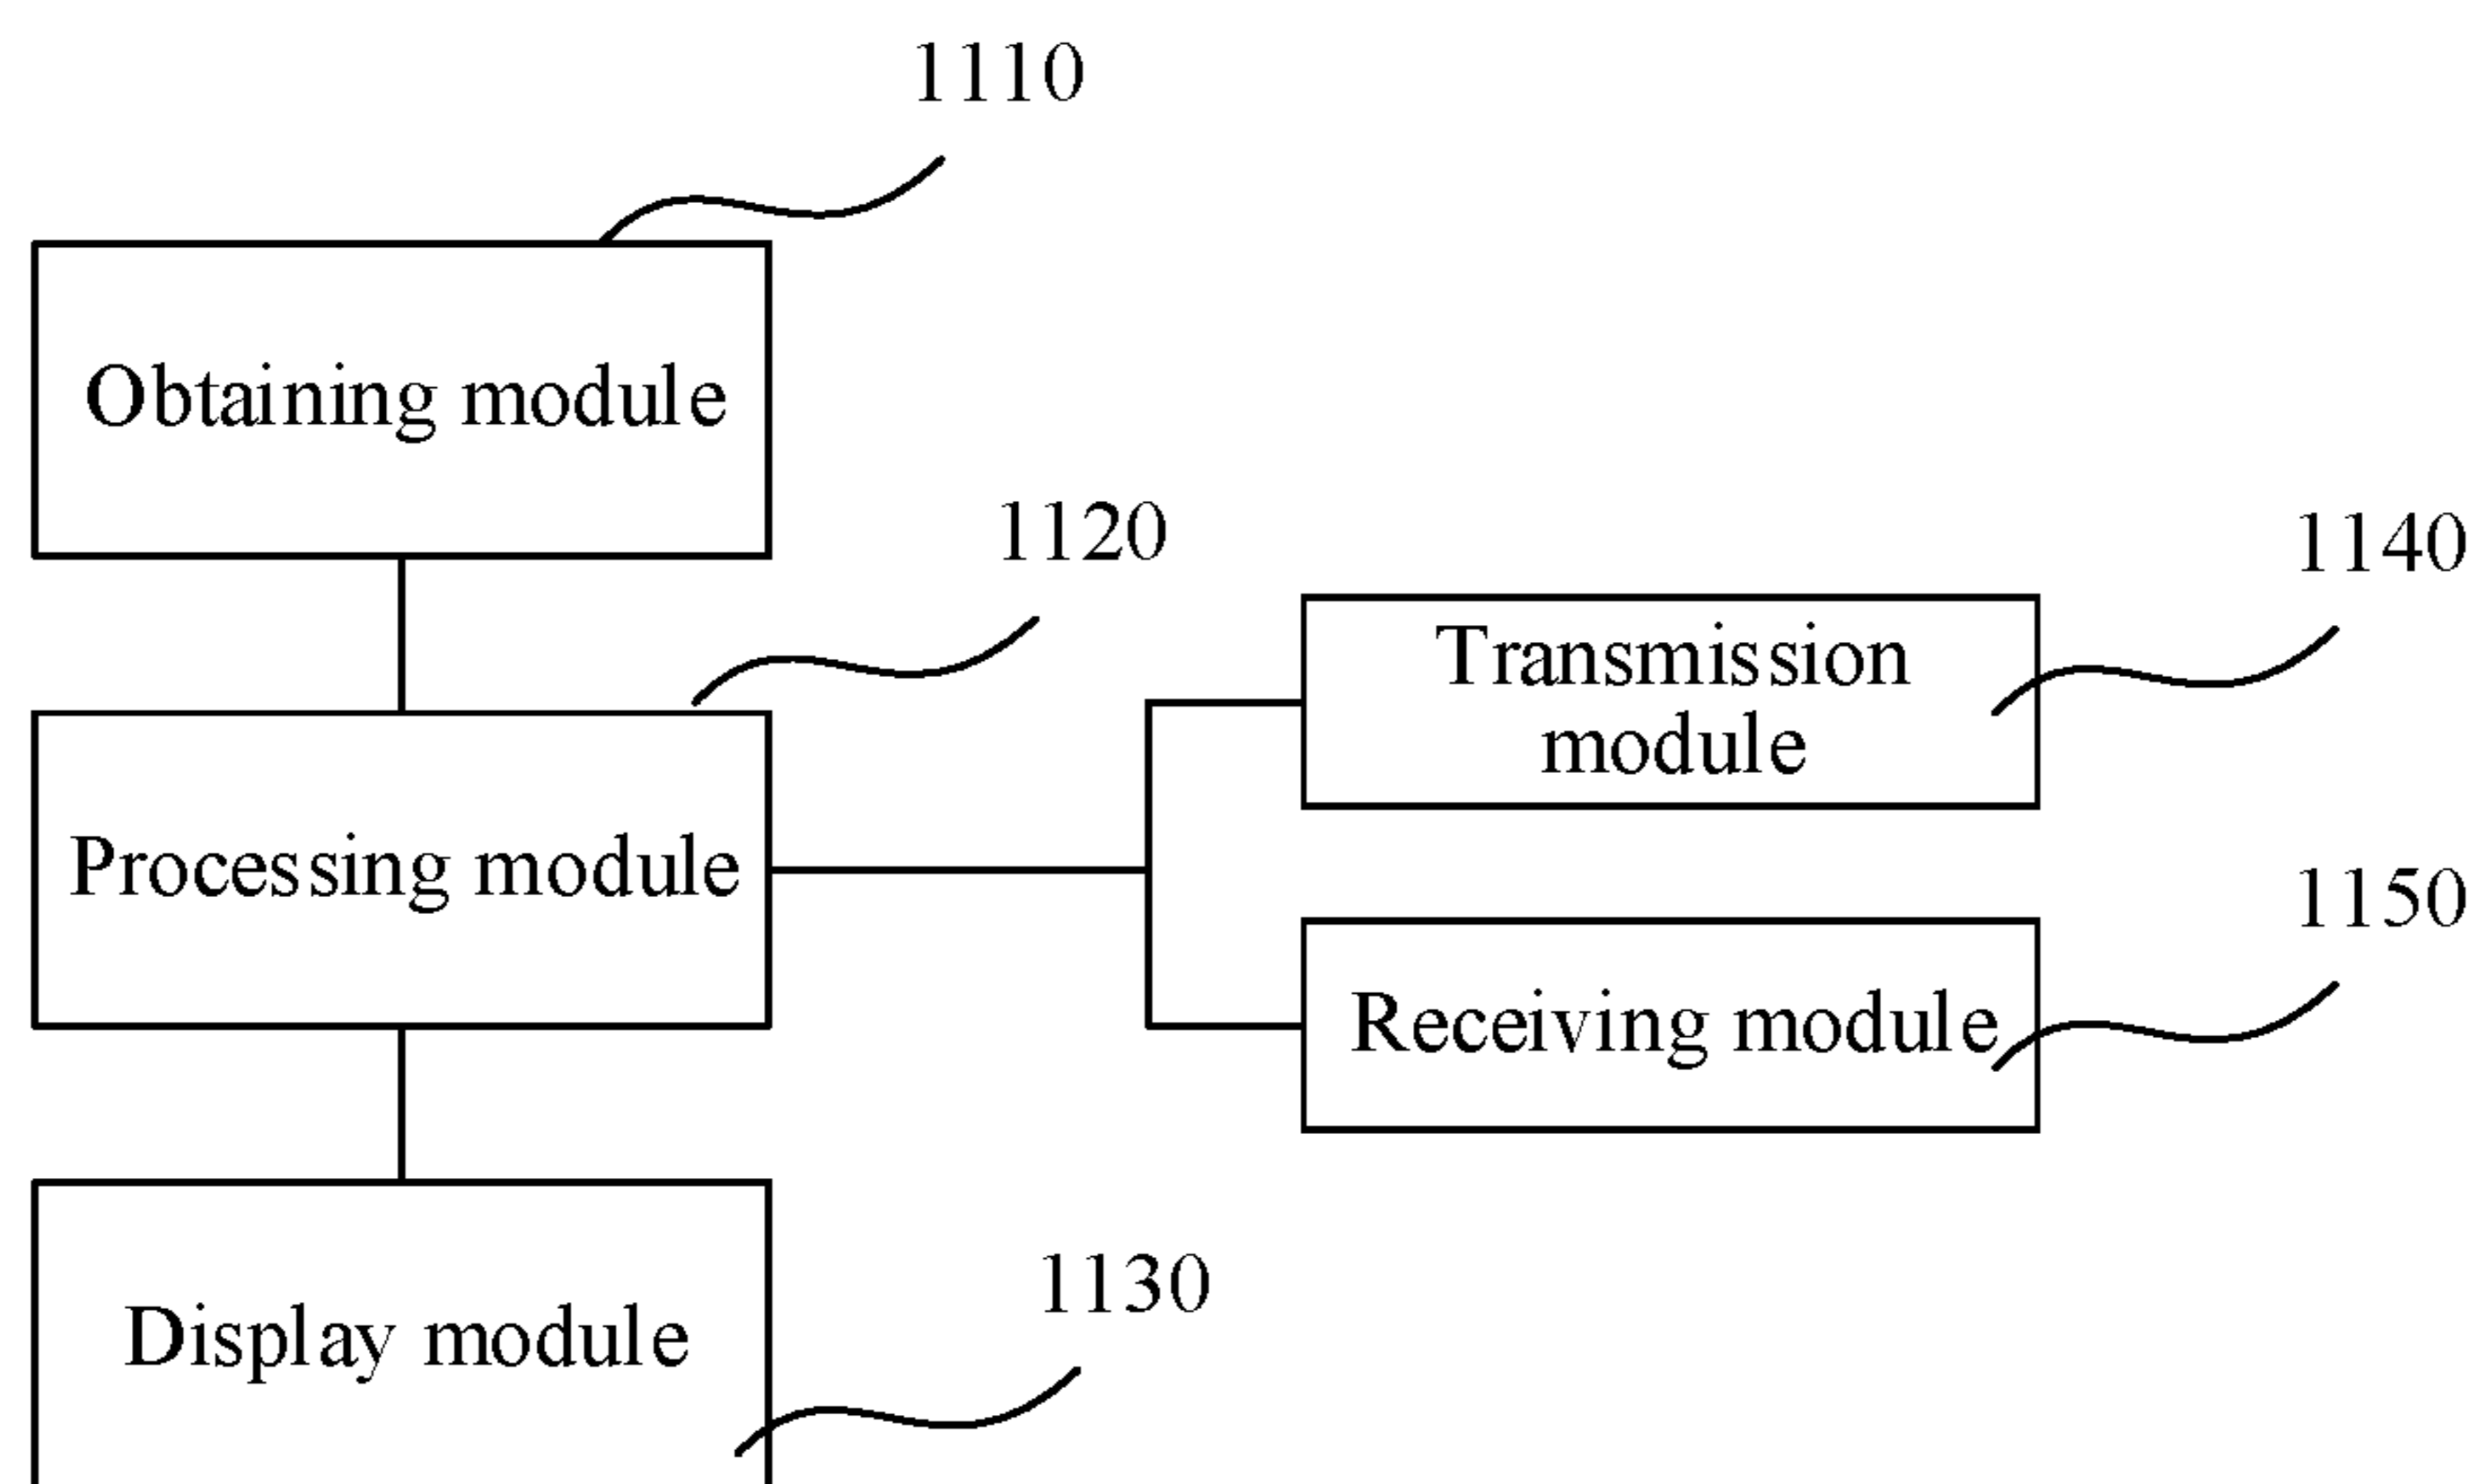 1110
Obtaining module
1120
1140
Transmission
module
Processing module
1150
Receiving module
1130
Display module